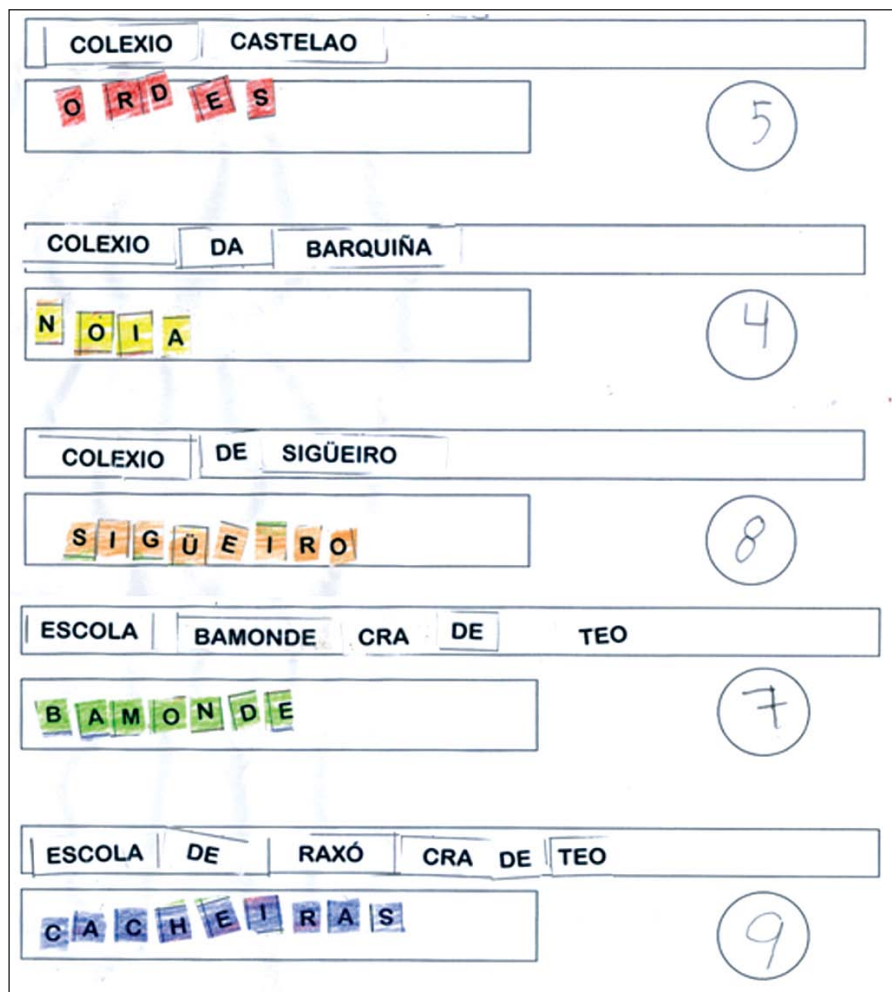 COLEXIO CASTELAO
ORDES 5
COLEXIO DA BARQUIÑA
NOIA 4
COLEXIO DE SIGÜEIRO
SIGÜEIRO 8
ESCOLA BAMONDE CRA DE TEO
BAMONDE 7
ESCOLA DE RAXÓ CRA DE TEO
CACHEIRAS 9